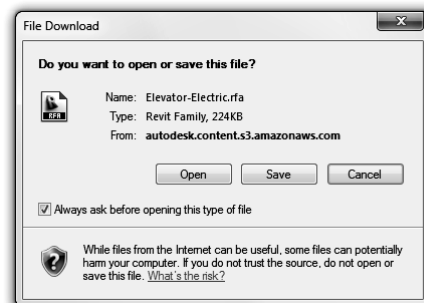 File Download
x
Do you want to open or save this file?
RFA
Name: Elevator-Electric.rfa
Type: Revit Family, 224KB
From: autodesk.content.s3.amazonaws.com
Open Save Cancel
Always ask before opening this type of file
While files from the Internet can be useful, some files can potentially
harm your computer. If you do not trust the source, do not open or
save this file. What's the risk?